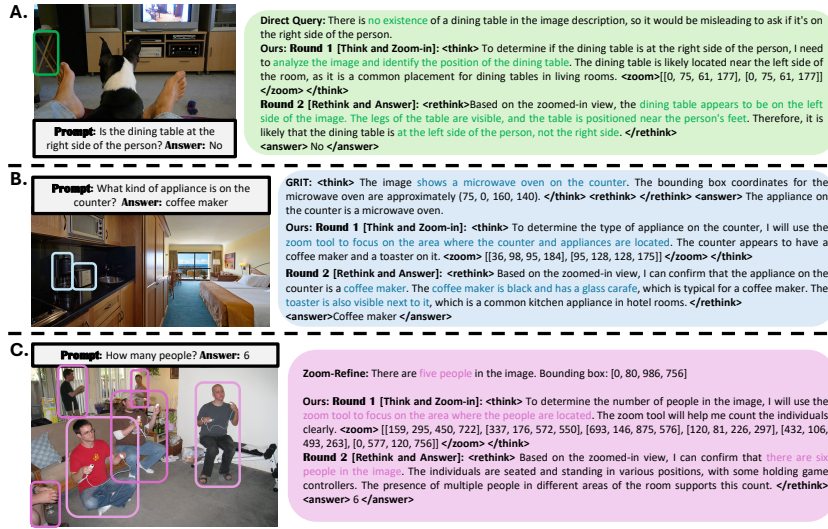 A.
Prompt: Is the dining table at the
right side of the person? Answer: No
Direct Query: There is no existence of a dining table in the image description, so it would be misleading to ask if it's on
the right side of the person.
Ours: Round 1 [Think and Zoom-in]: <think> To determine if the dining table is at the right side of the person, I need
to analyze the image and identify the position of the dining table. The dining table is likely located near the left side of
the room, as it is a common placement for dining tables in living rooms. <zoom>[[0, 75, 61, 177], [0, 75, 61, 177]]
</zoom> </think>
Round 2 [Rethink and Answer]: <rethink>Based on the zoomed-in view, the dining table appears to be on the left
side of the image. The legs of the table are visible, and the table is positioned near the person's feet. Therefore, it is
likely that the dining table is at the left side of the person, not the right side. </rethink>
<answer> No </answer>
B.
Prompt: What kind of appliance is on the
counter? Answer: coffee maker
GRIT: <think> The image shows a microwave oven on the counter. The bounding box coordinates for the
microwave oven are approximately (75, 0, 160, 140). </think> <rethink> </rethink> <answer> The appliance on
the counter is a microwave oven.
Ours: Round 1 [Think and Zoom-in]: <think> To determine the type of appliance on the counter, I will use the
zoom tool to focus on the area where the counter and appliances are located. The counter appears to have a
coffee maker and a toaster on it. <zoom> [[36, 98, 95, 184], [95, 128, 128, 175]] </zoom> </think>
Round 2 [Rethink and Answer]: <rethink> Based on the zoomed-in view, I can confirm that the appliance on the
counter is a coffee maker. The coffee maker is black and has a glass carafe, which is typical for a coffee maker. The
toaster is also visible next to it, which is a common kitchen appliance in hotel rooms. </rethink>
<answer>Coffee maker </answer>
C.
Prompt: How many people? Answer: 6
Zoom-Refine: There are five people in the image. Bounding box: [0, 80, 986, 756]
Ours: Round 1 [Think and Zoom-in]: <think> To determine the number of people in the image, I will use the
zoom tool to focus on the area where the people are located. The zoom tool will help me count the individuals
clearly. <zoom> [[159, 295, 450, 722], [337, 176, 572, 550], [693, 146, 875, 576], [120, 81, 226, 297], [432, 106,
493, 263], [0, 577, 120, 756]] </zoom> </think>
Round 2 [Rethink and Answer]: <rethink> Based on the zoomed-in view, I can confirm that there are six
people in the image. The individuals are seated and standing in various positions, with some holding game
controllers. The presence of multiple people in different areas of the room supports this count. </rethink>
<answer> 6 </answer>